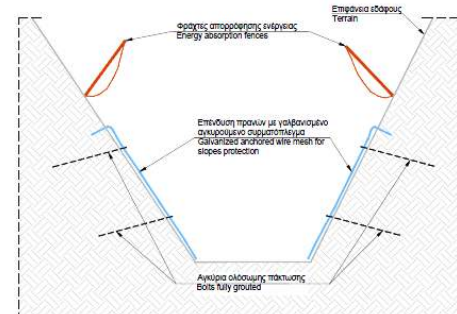 Επιφάνεια εδάφους
Terrain
Φράχτες απορρόφησης ενέργειας
Energy absorption fences
Επένδυση πρανών με γαλβανισμένο
αγκυρούμενο συρματόπλεγμα
Galvanized anchored wire mesh for
slopes protection
Αγκύρια ολόσωμης πάκτωσης
Bolts fully grouted